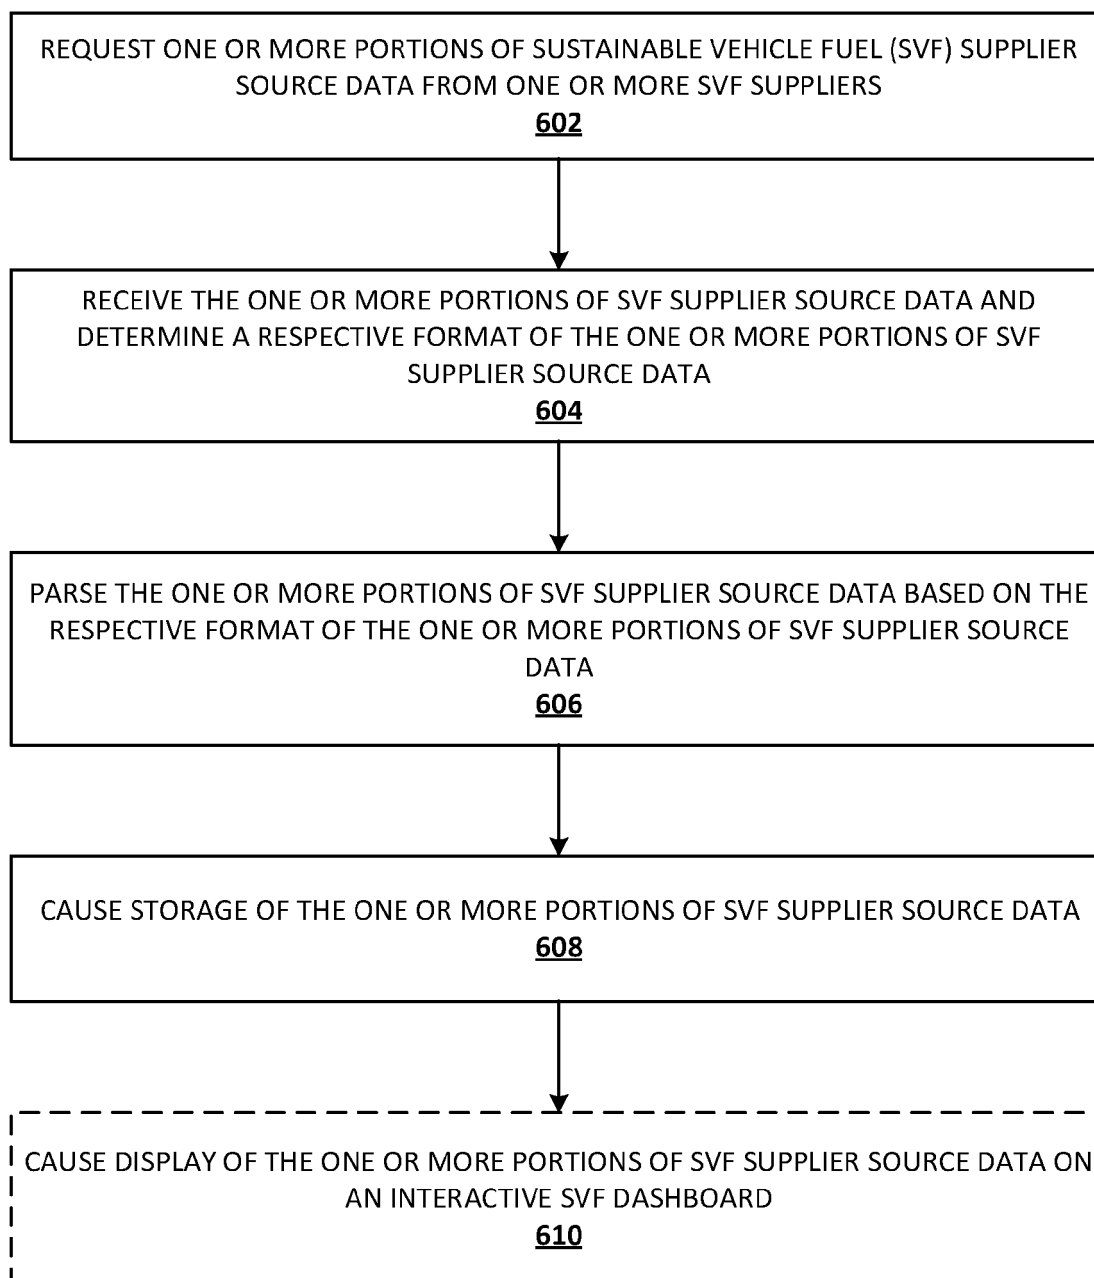 REQUEST ONE OR MORE PORTIONS OF SUSTAINABLE VEHICLE FUEL (SVF) SUPPLIER
SOURCE DATA FROM ONE OR MORE SVF SUPPLIERS
602
RECEIVE THE ONE OR MORE PORTIONS OF SVF SUPPLIER SOURCE DATA AND
DETERMINE A RESPECTIVE FORMAT OF THE ONE OR MORE PORTIONS OF SVF
SUPPLIER SOURCE DATA
604
PARSE THE ONE OR MORE PORTIONS OF SVF SUPPLIER SOURCE DATA BASED ON THE
RESPECTIVE FORMAT OF THE ONE OR MORE PORTIONS OF SVF SUPPLIER SOURCE
DATA
606
CAUSE STORAGE OF THE ONE OR MORE PORTIONS OF SVF SUPPLIER SOURCE DATA
608
CAUSE DISPLAY OF THE ONE OR MORE PORTIONS OF SVF SUPPLIER SOURCE DATA ON
AN INTERACTIVE SVF DASHBOARD
610